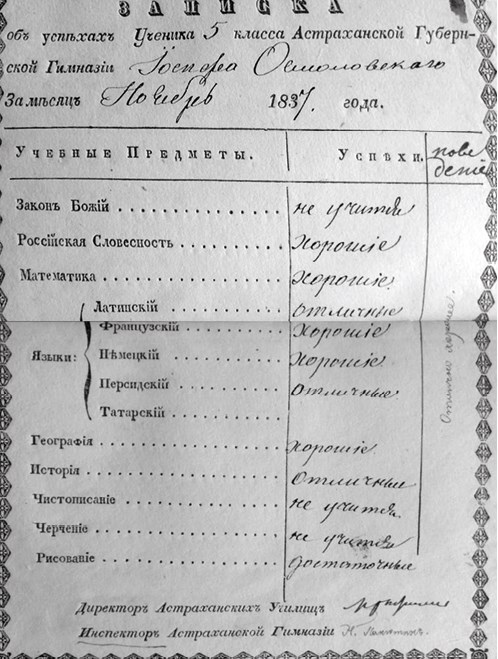 ЗАПИСКА
объ успѣхахъ Ученика 5 класса Астраханской Губерн-
ской Гимназіи Іосифа Осмоловскаго
За мѣсяцъ Ноябрь 1837. года.
Учебные Предметы. Успѣхи. пове
деніе
Законъ Божій не учится
Россійская Словесность хорошіе
Математика хорошіе.
Языки:
Латинскій отличные
Французскій хорошіе
Нѣмецкій хорошіе
Персидскій отличные
Татарскій
Географія хорошіе
Исторія отличные
Чистописаніе не учится.
Черченіе не учится
Рисованіе достаточные
Отлично хорошее.
Директоръ Астраханскихъ Училищъ
Инспекторъ Астраханской Гимназіи